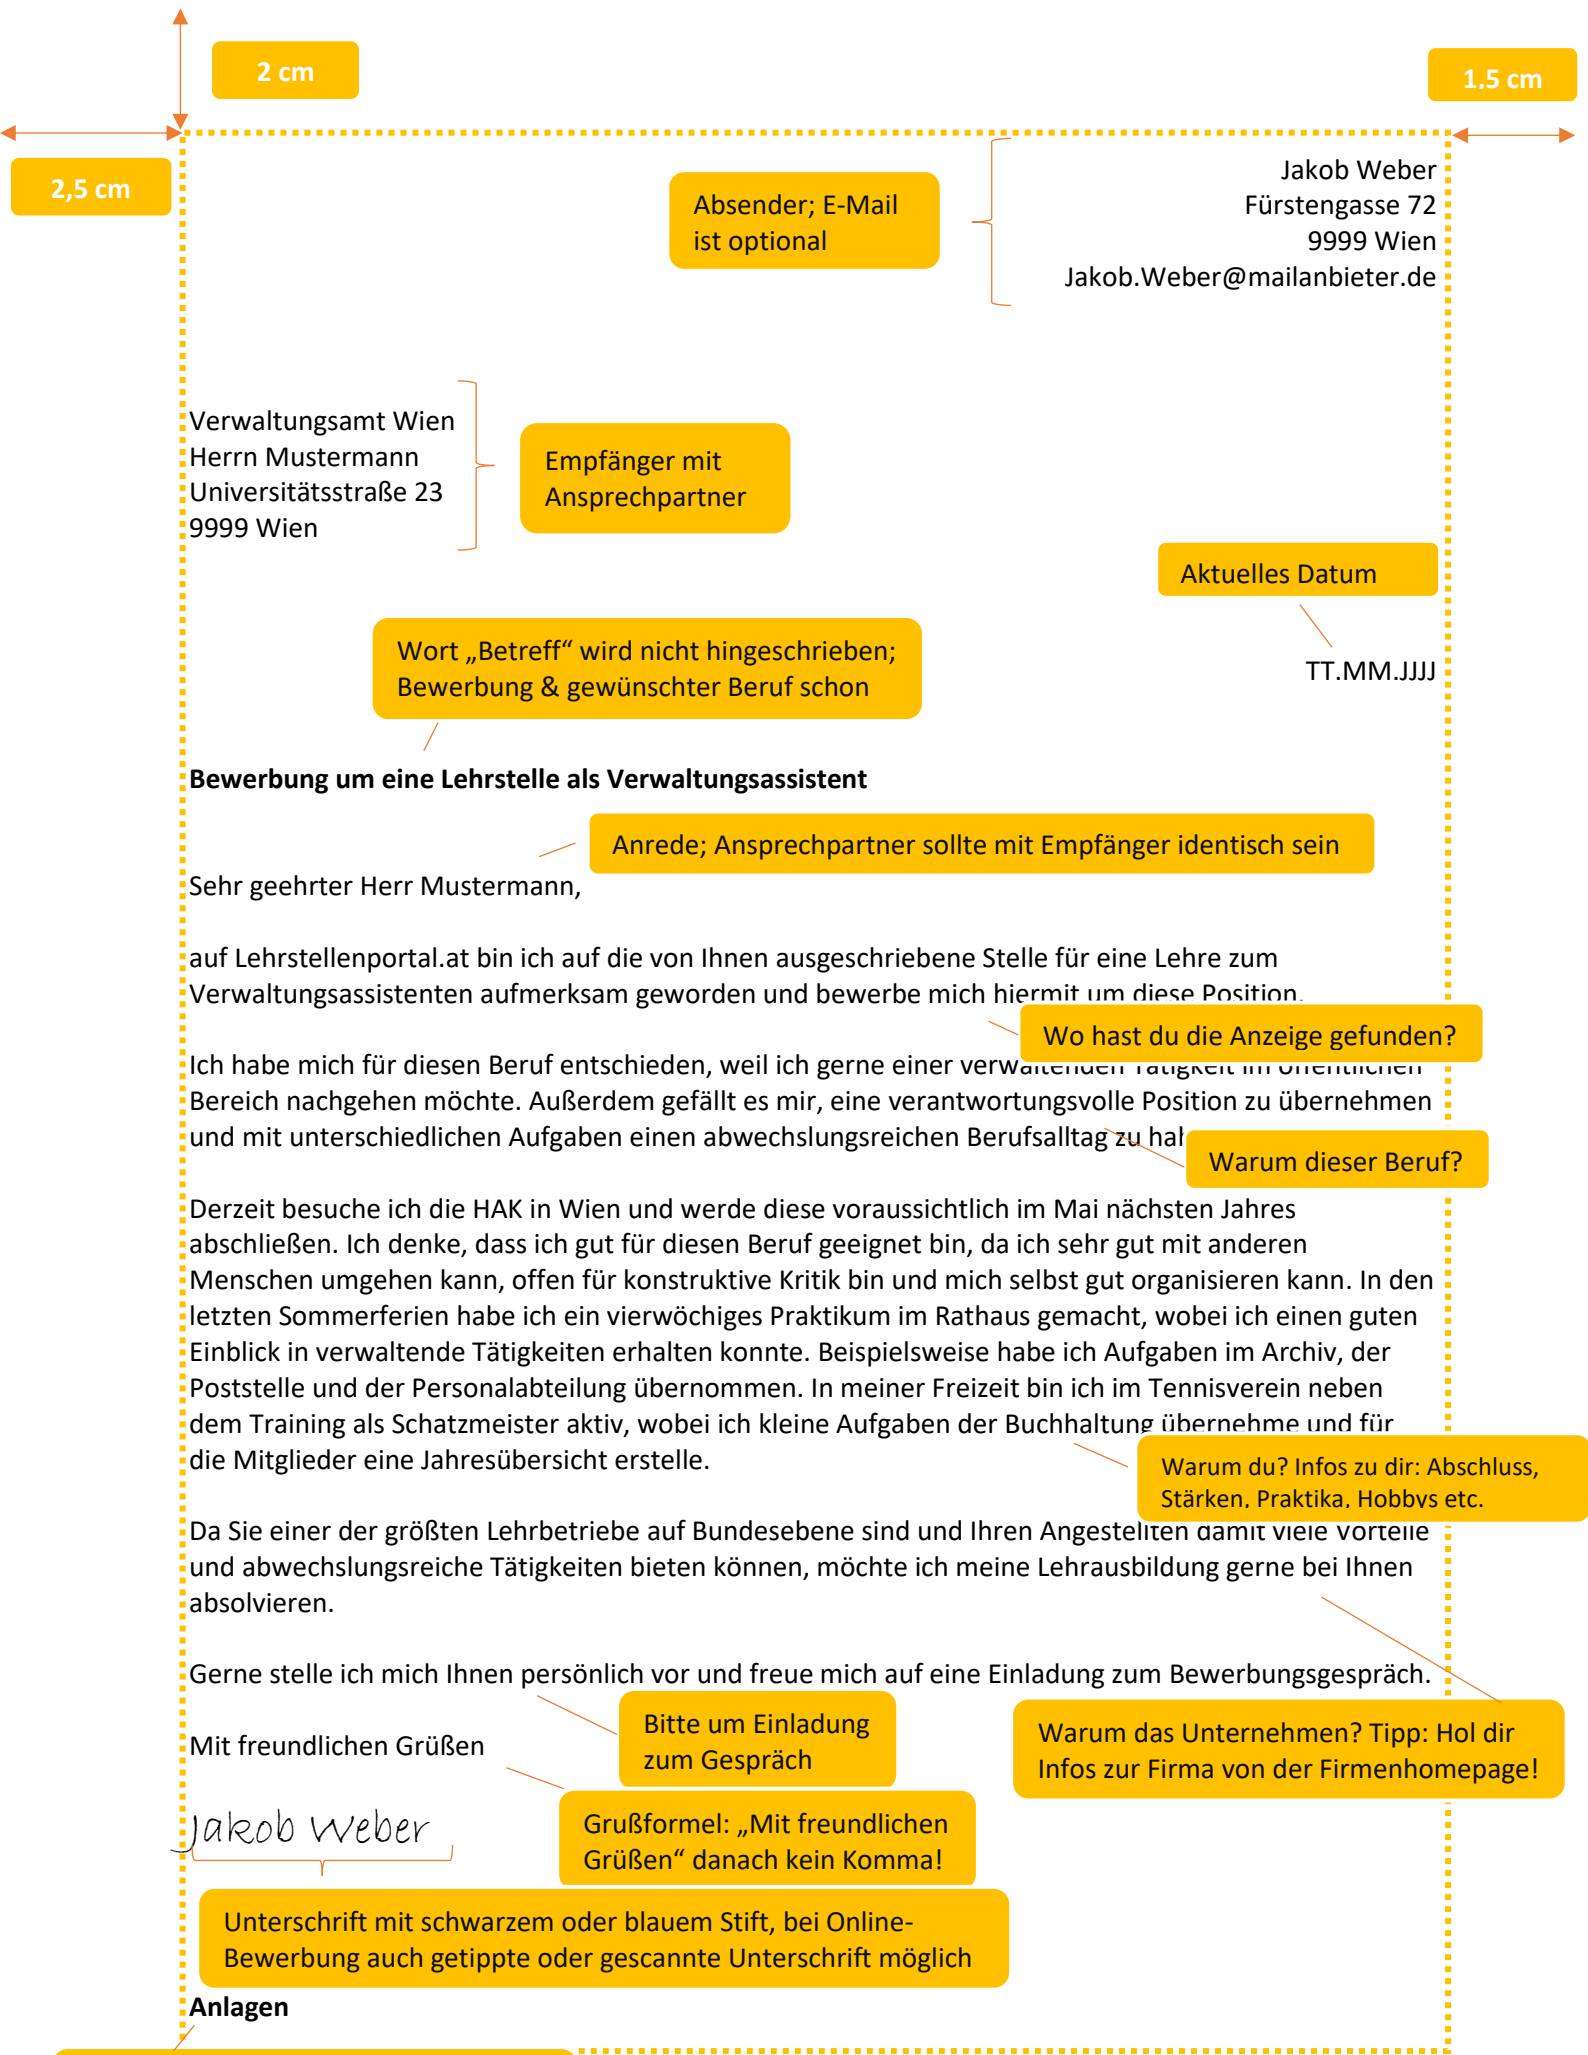 2 cm
1,5 cm
2,5 cm
Absender; E-Mail
ist optional
Jakob Weber
Fürstengasse 72
9999 Wien
Jakob.Weber@mailanbieter.de
Verwaltungsamt Wien
Herrn Mustermann
Universitätsstraße 23
9999 Wien
Empfänger mit
Ansprechpartner
Aktuelles Datum
TT.MM.JJJJ
Wort „Betreff“ wird nicht hingeschrieben;
Bewerbung & gewünschter Beruf schon
Bewerbung um eine Lehrstelle als Verwaltungsassistent
Anrede; Ansprechpartner sollte mit Empfänger identisch sein
Sehr geehrter Herr Mustermann,
auf Lehrstellenportal.at bin ich auf die von Ihnen ausgeschriebene Stelle für eine Lehre zum
Verwaltungsassistenten aufmerksam geworden und bewerbe mich hiermit um diese Position.
Wo hast du die Anzeige gefunden?
Ich habe mich für diesen Beruf entschieden, weil ich gerne einer verwaltenden Tätigkeit im öffentlichen
Bereich nachgehen möchte. Außerdem gefällt es mir, eine verantwortungsvolle Position zu übernehmen
und mit unterschiedlichen Aufgaben einen abwechslungsreichen Berufsalltag zu
Warum dieser Beruf?
Derzeit besuche ich die HAK in Wien und werde diese voraussichtlich im Mai nächsten Jahres
abschließen. Ich denke, dass ich gut für diesen Beruf geeignet bin, da ich sehr gut mit anderen
Menschen umgehen kann, offen für konstruktive Kritik bin und mich selbst gut organisieren kann. In den
letzten Sommerferien habe ich ein vierwöchiges Praktikum im Rathaus gemacht, wobei ich einen guten
Einblick in verwaltende Tätigkeiten erhalten konnte. Beispielsweise habe ich Aufgaben im Archiv, der
Poststelle und der Personalabteilung übernommen. In meiner Freizeit bin ich im Tennisverein neben
dem Training als Schatzmeister aktiv, wobei ich kleine Aufgaben der Buchhaltung übernehme und für
die Mitglieder eine Jahresübersicht erstelle.
Warum du? Infos zu dir: Abschluss,
Stärken, Praktika, Hobbys etc.
Da Sie einer der größten Lehrbetriebe auf Bundesebene sind und Ihren Angestellten damit viele Vorteile
und abwechslungsreiche Tätigkeiten bieten können, möchte ich meine Lehrausbildung gerne bei Ihnen
absolvieren.
Gerne stelle ich mich Ihnen persönlich vor und freue mich auf eine Einladung zum Bewerbungsgespräch.
Bitte um Einladung
zum Gespräch
Warum das Unternehmen? Tipp: Hol dir
Infos zur Firma von der Firmenhomepage!
Mit freundlichen Grüßen
Grußformel: „Mit freundlichen
Grüßen“ danach kein Komma!
Jakob Weber
Unterschrift mit schwarzem oder blauem Stift, bei Online-
Bewerbung auch getippte oder gescannte Unterschrift möglich
Anlagen